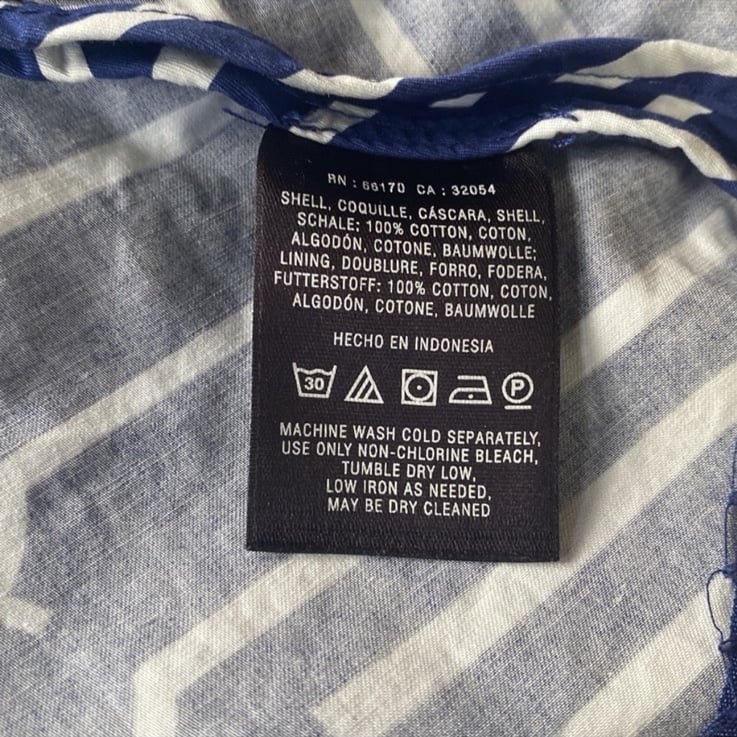 RN : 66170 CA : 32054
SHELL, COQUILLE, CÁSCARA, SHELL,
SCHALE: 100% COTTON, COTON,
ALGODÓN, COTONE, BAUMWOLLE;
LINING, DOUBLURE, FORRO, FODERA,
FUTTERSTOFF: 100% COTTON, COTON,
ALGODÓN, COTONE, BAUMWOLLE
HECHO EN INDONESIA
30 P
MACHINE WASH COLD SEPARATELY,
USE ONLY NON-CHLORINE BLEACH,
TUMBLE DRY LOW,
LOW IRON AS NEEDED,
MAY BE DRY CLEANED